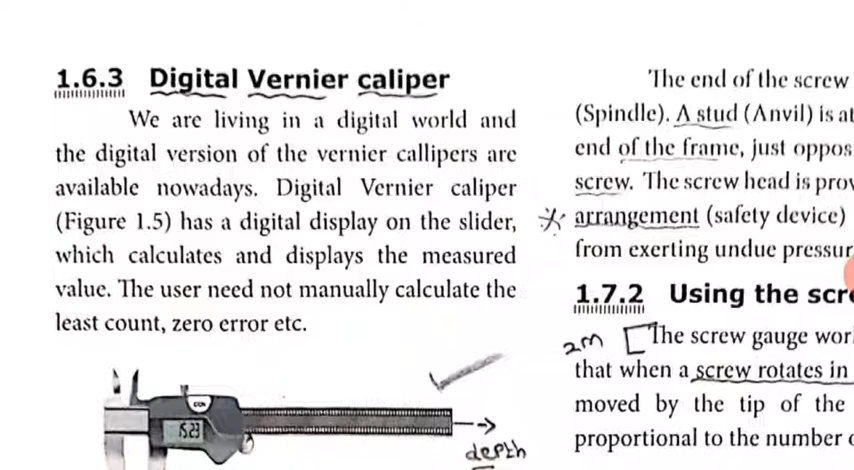 1.6.3 Digital Vernier caliper
We are living in a digital world and
the digital version of the vernier callipers are
available nowadays. Digital Vernier caliper
(Figure 1.5) has a digital display on the slider,
which calculates and displays the measured
value. The user need not manually calculate the
least count, zero error etc.
depth
The end of the screw
(Spindle). A stud (Anvil) is at
end of the frame, just
screw. The screw head is
arrangement (safety device)
from exerting undue
1.7.2 Using the
2m
The screw gauge
that when a screw rotates in
moved by the tip of the
proportional to the number